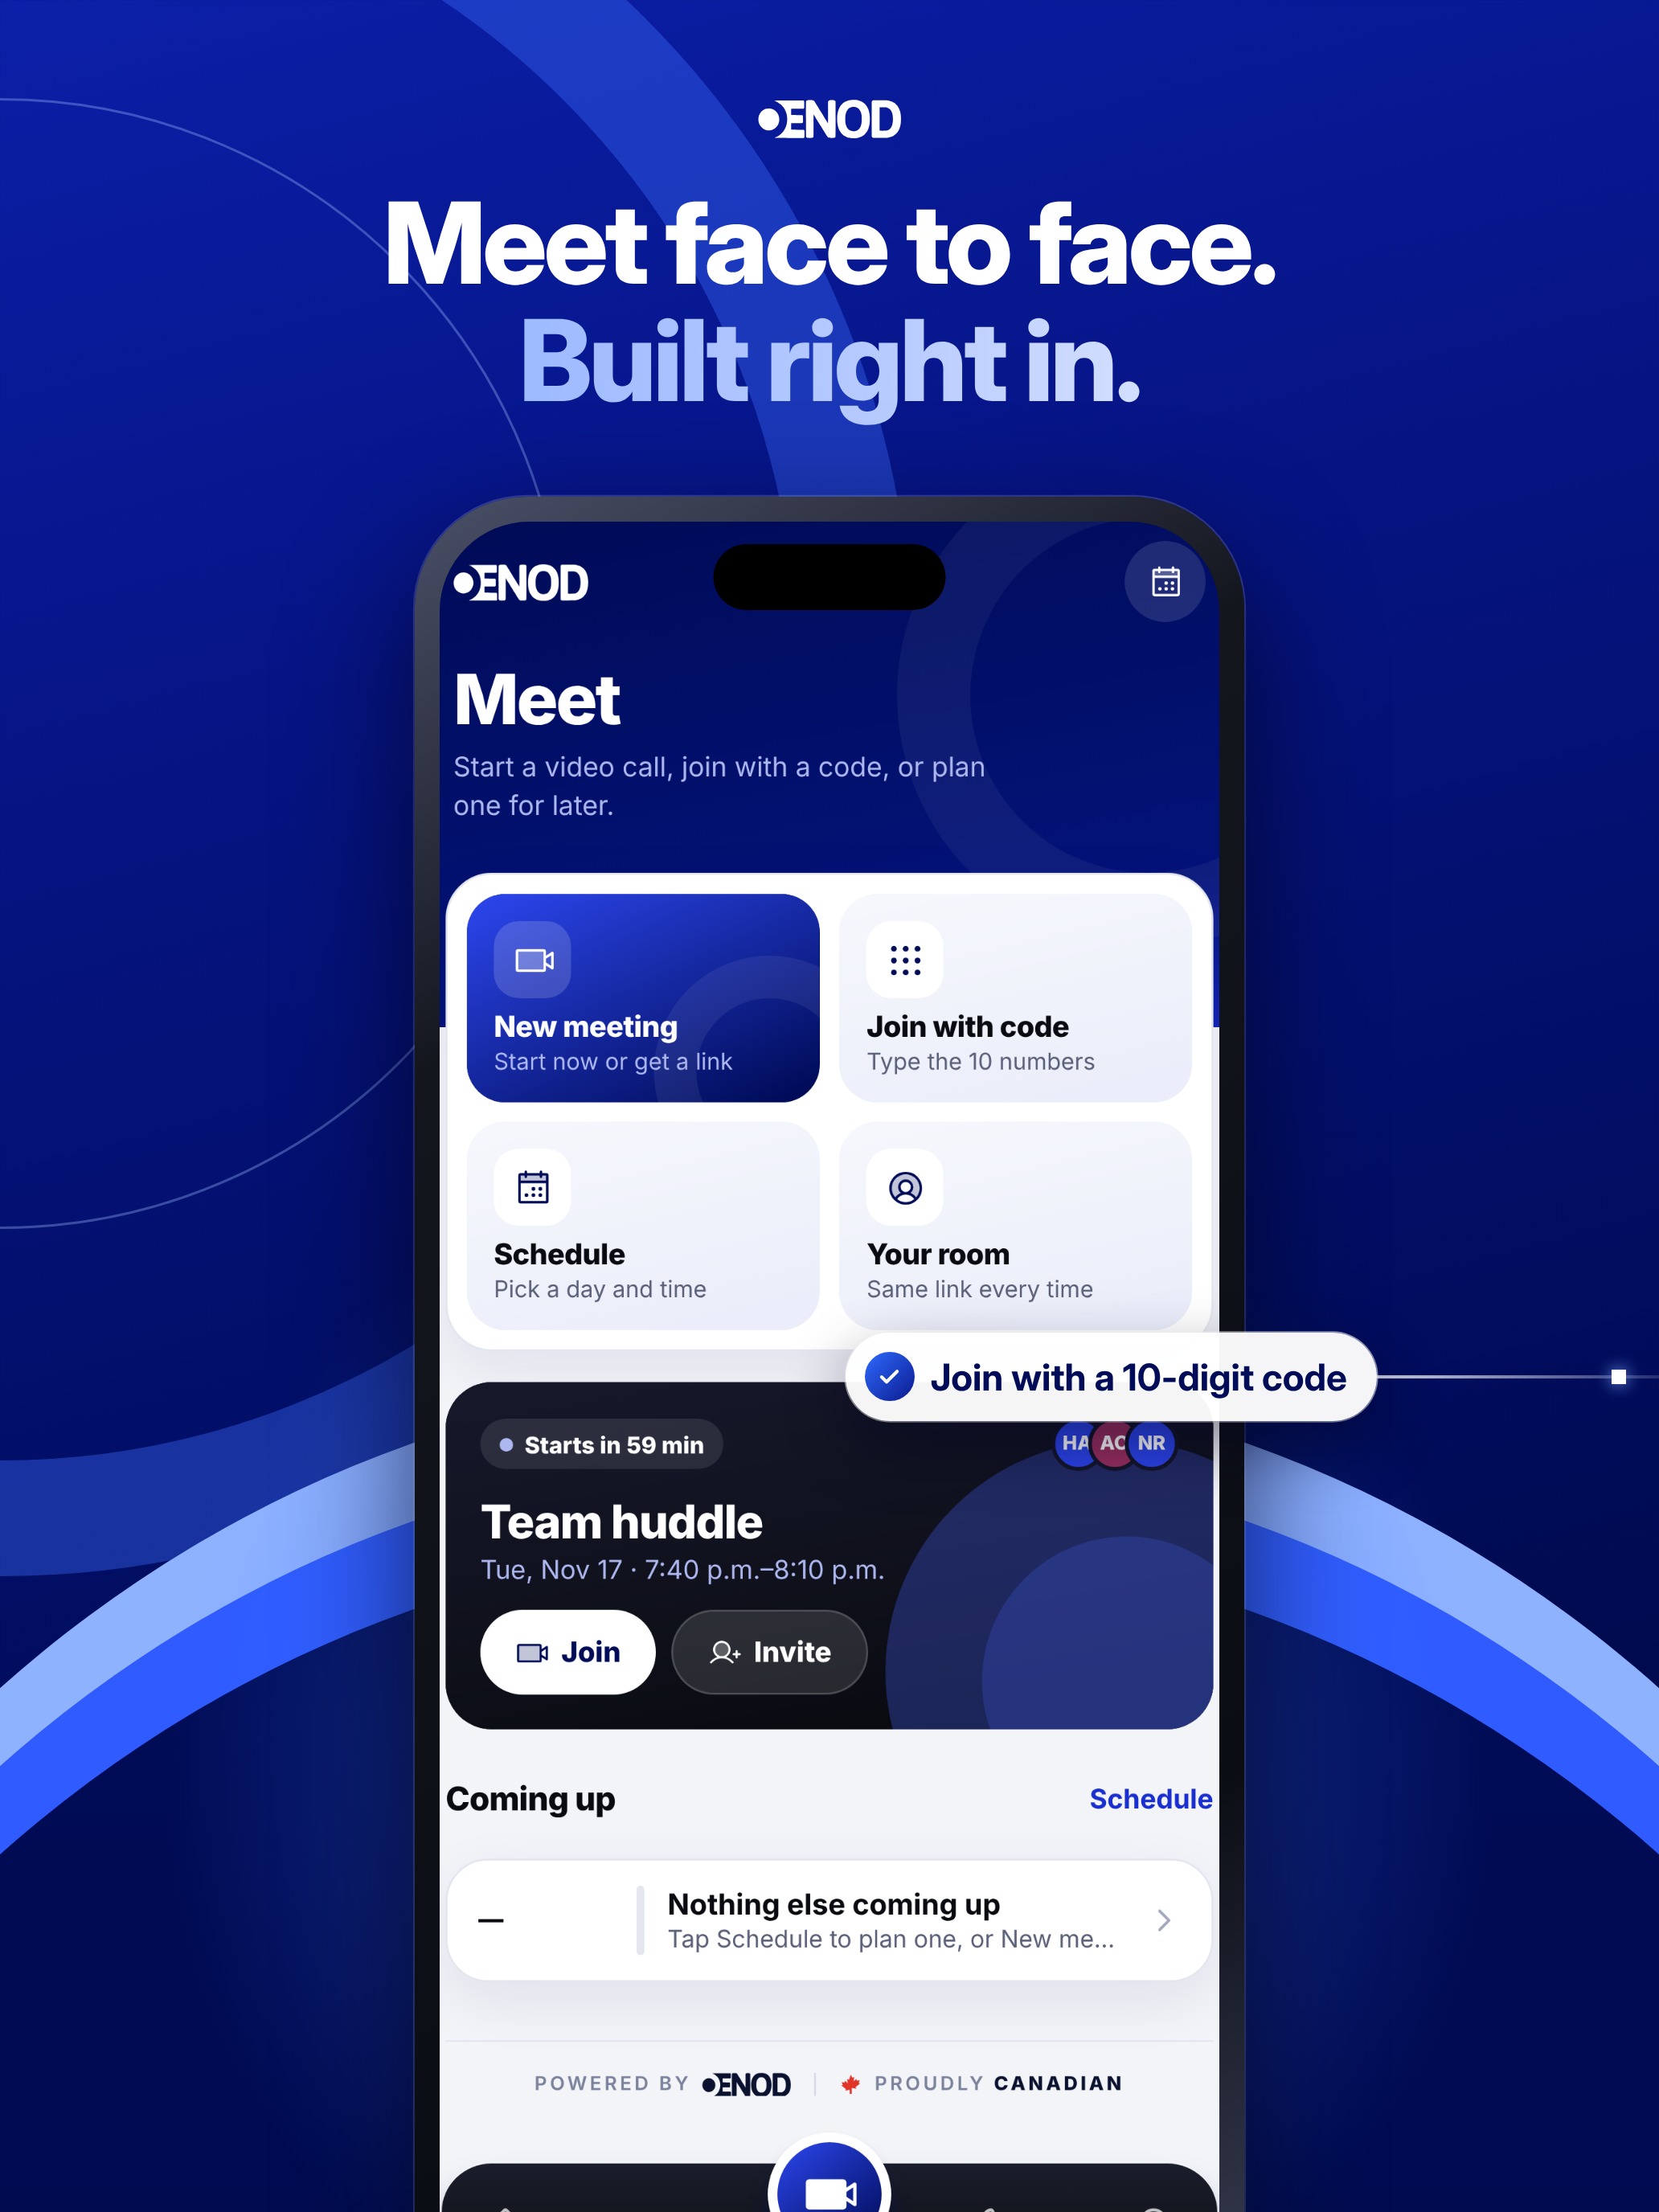 ENOD
Meet face to face.
Built right in.
ENOD
Meet
Start a video call, join with a code, or plan
one for later.
New meeting
Start now or get a link
Join with code
Type the 10 numbers
Schedule
Pick a day and time
Your room
Same link every time
Join with a 10-digit code
Starts in 59 min
HA AC NR
Team huddle
Tue, Nov 17 · 7:40 p.m.–8:10 p.m.
Join
Invite
Coming up
Schedule
Nothing else coming up
Tap Schedule to plan one, or New me...
POWERED BY ENOD
PROUDLY CANADIAN